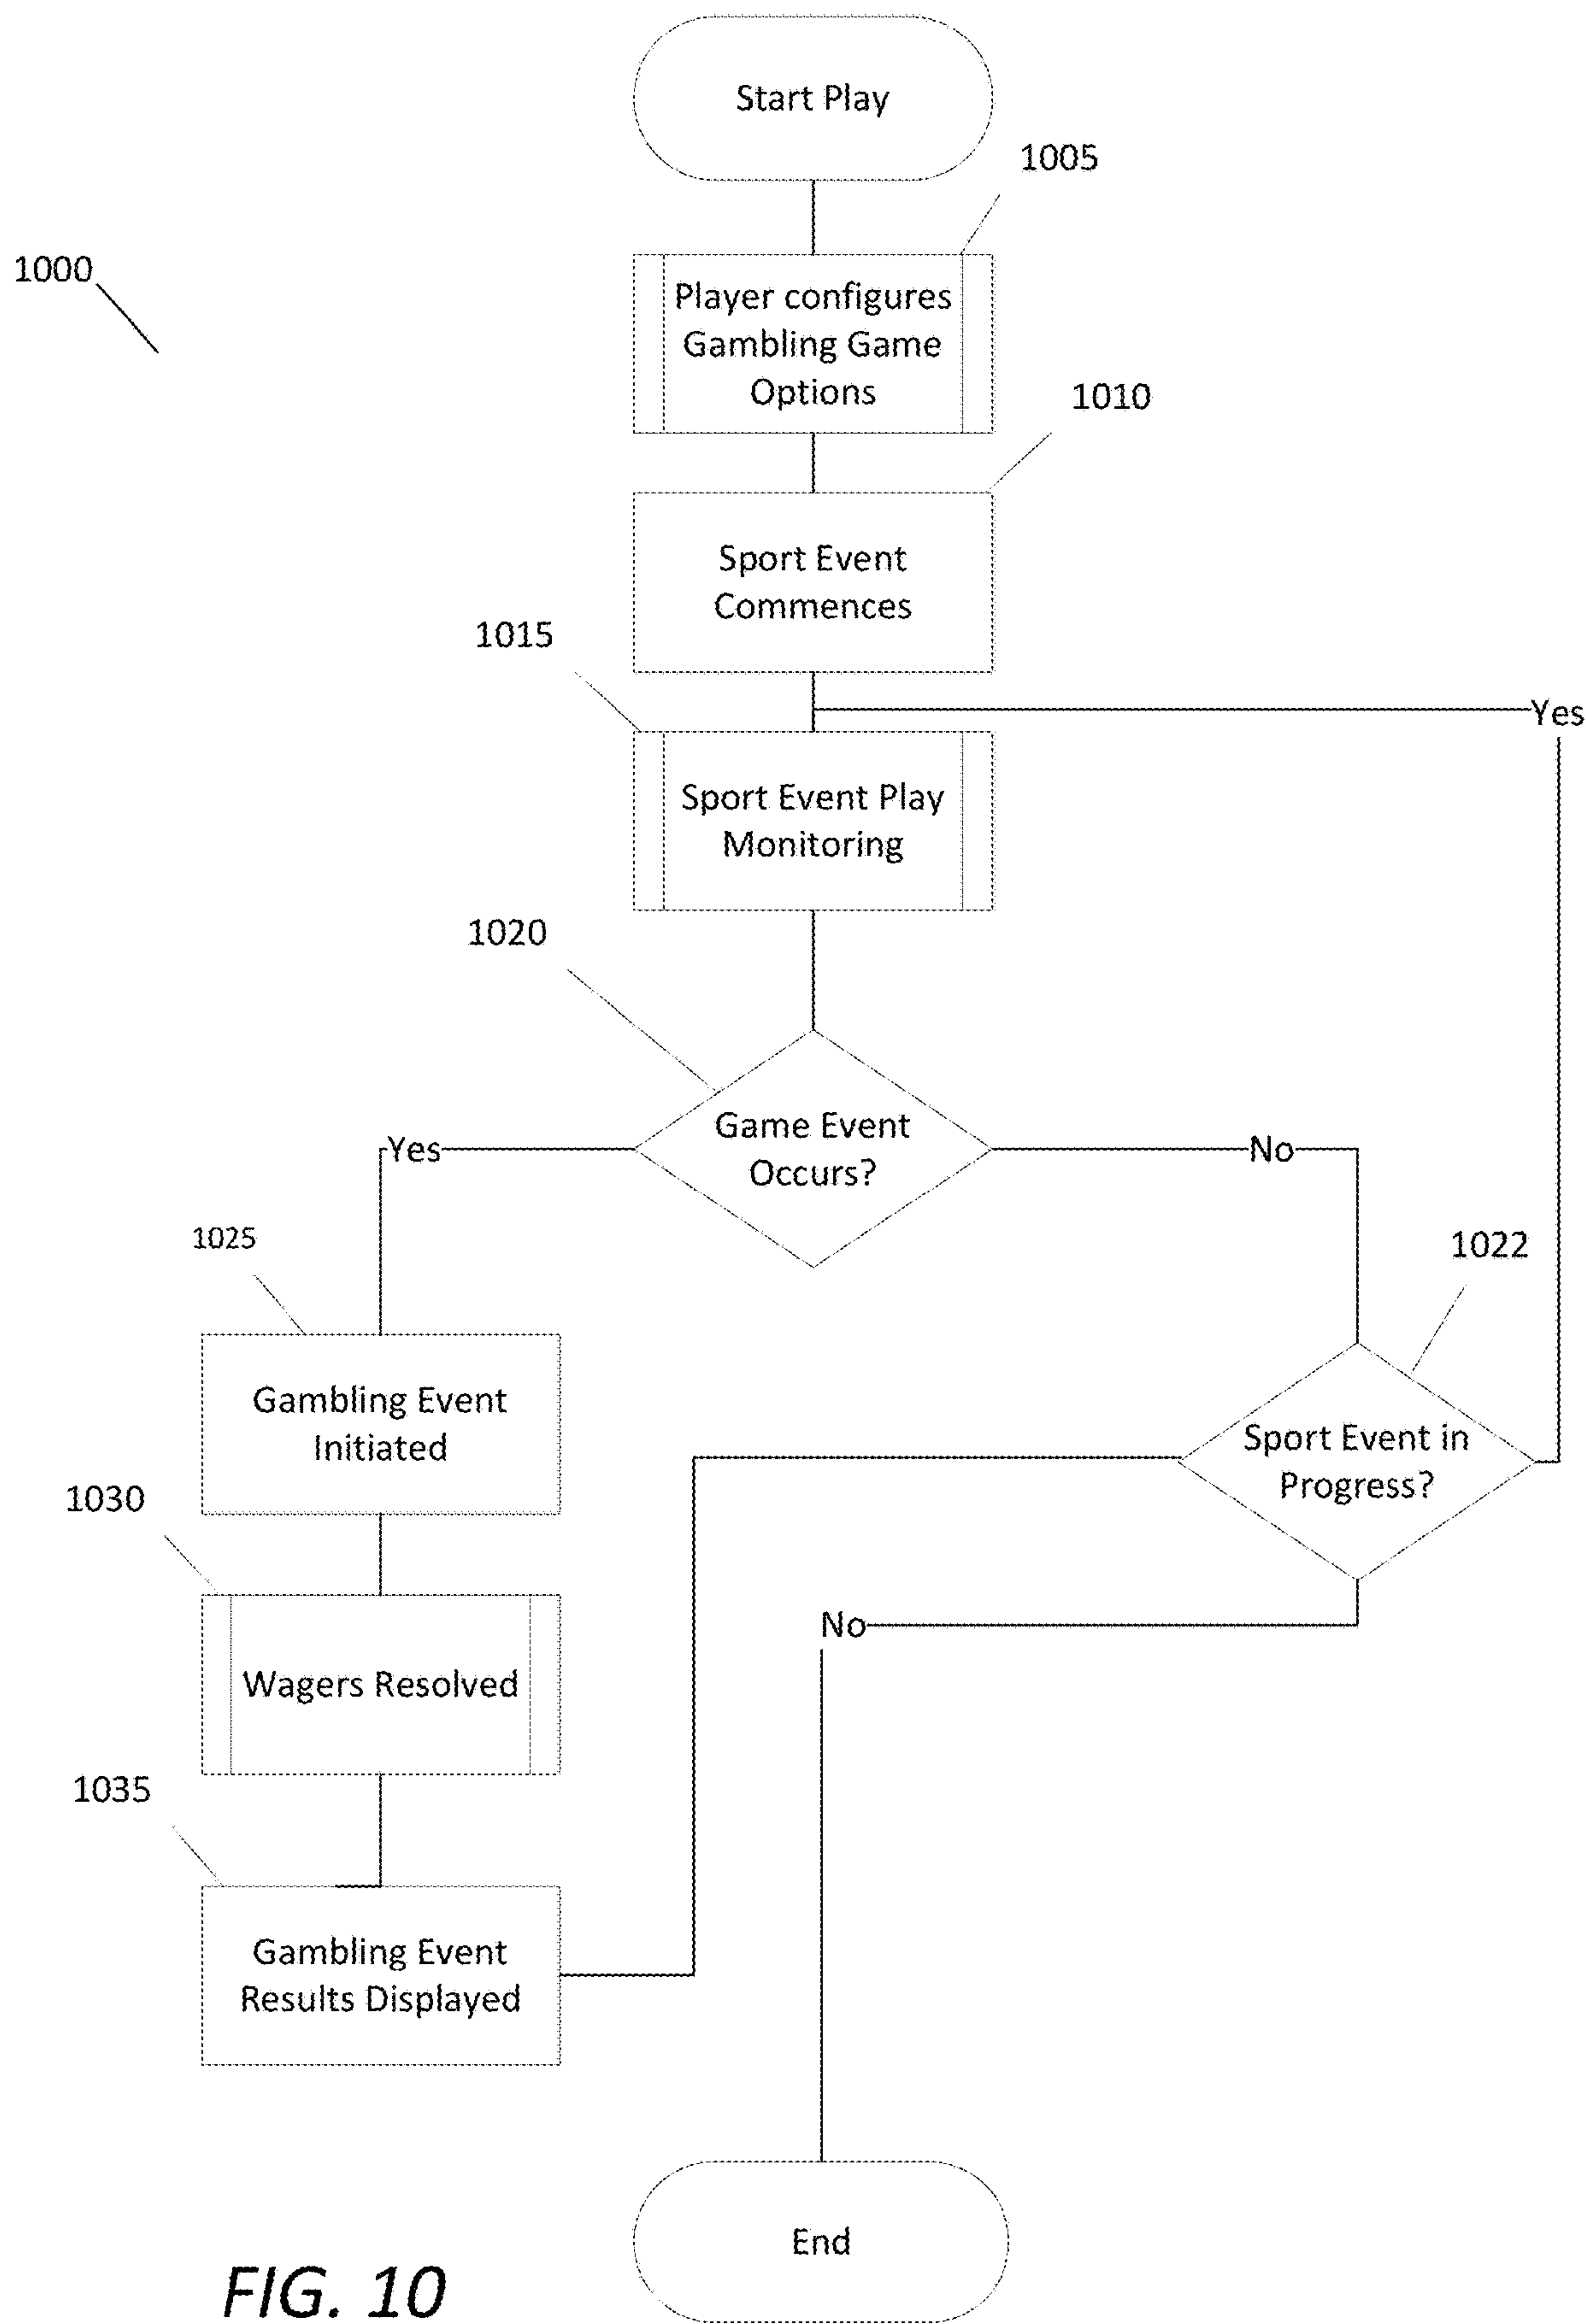 Start Play
1005
1000
Player configures
Gambling Game
Options
1010
Sport Event
Commences
1015
Yes
Sport Event Play
Monitoring
1020
Game Event
Occurs?
Yes
No
1025
1022
Gambling Event
Initiated
Sport Event in
Progress?
1030
No
Wagers Resolved
1035
Gambling Event
Results Displayed
End
FIG. 10